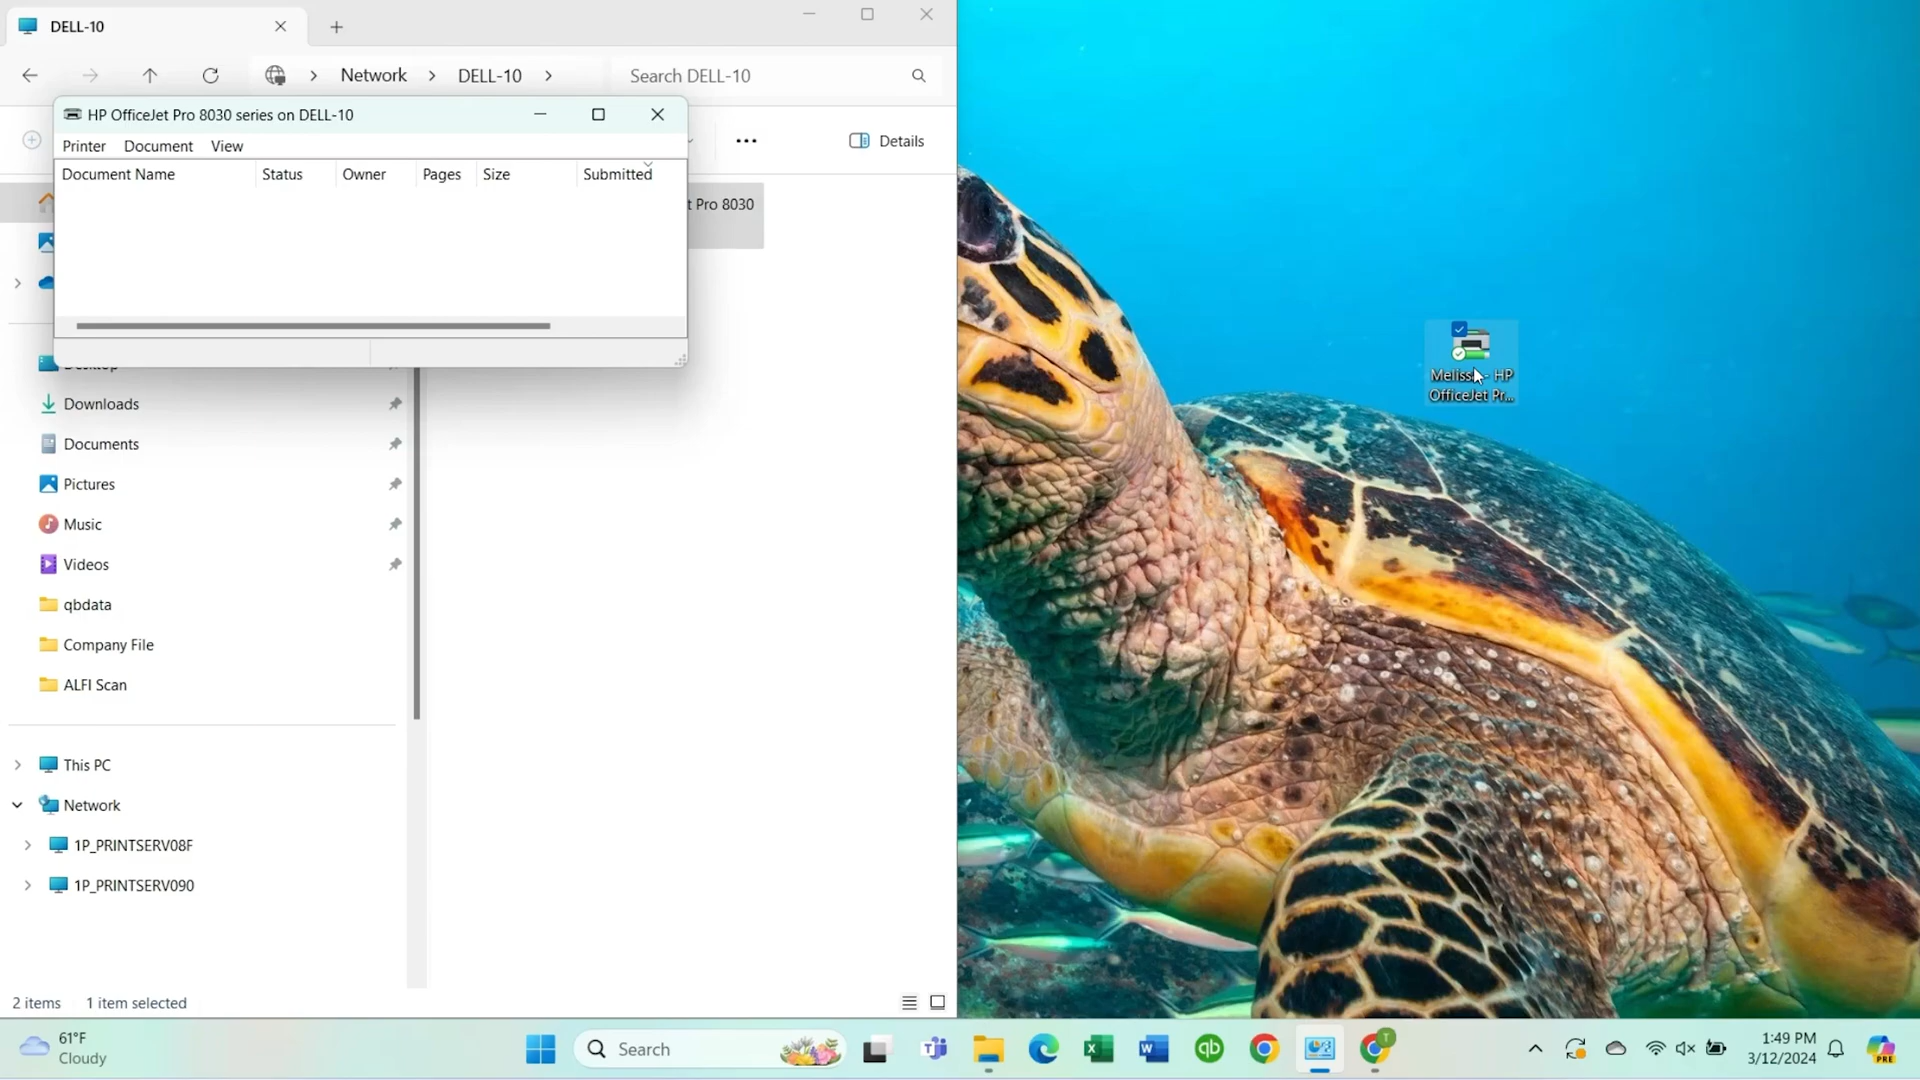 DELL-10
Network DELL-10
Search DELL-10
HP OfficeJet Pro 8030 series on DELL-10
Printer Document View
Details
Document Name Status Owner Pages Size Submitted
t Pro 8030
Downloads
Documents
Pictures
Music
Videos
qbdata
Company File
ALFI Scan
This PC
Network
1P_PRINTSERV08F
1P_PRINTSERV090
2 items 1 item selected
HP
OfficeJet Pr...
61°F
Cloudy
Search
qb
T
1:49 PM
3/12/2024
PRE